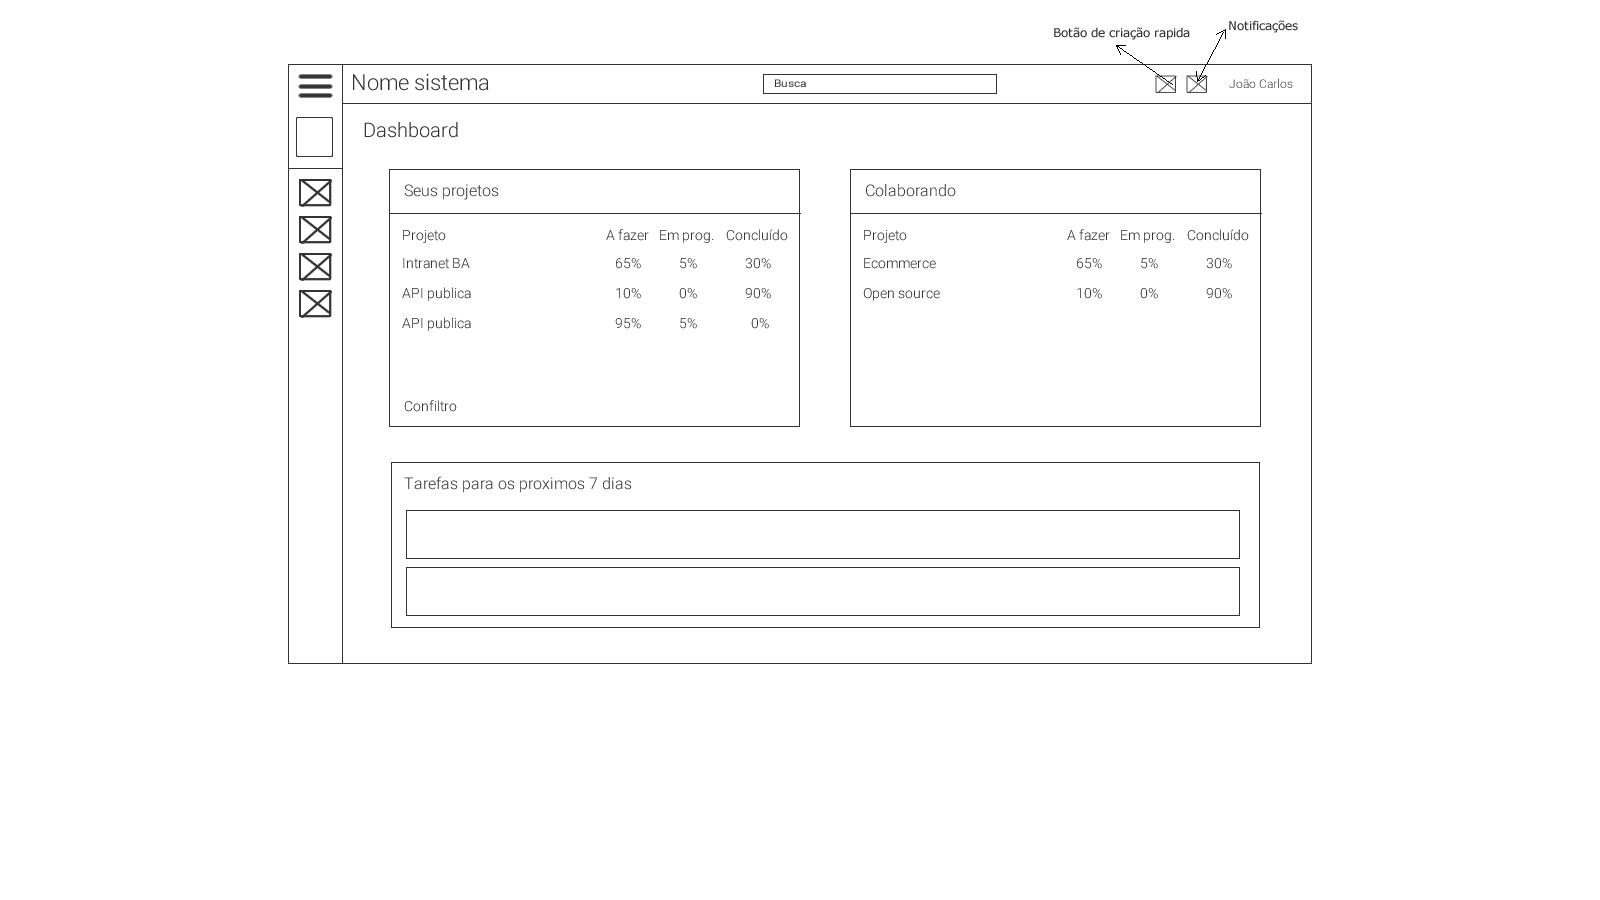 Notificações
Botão de criação rapida
Nome sistema
Busca
João Carlos
Dashboard
Seus projetos
Projeto A fazer Em prog. Concluído
Intranet BA 65% 5% 30%
API publica 10% 0% 90%
API publica 95% 5% 0%
Confiltro
Colaborando
Projeto A fazer Em prog. Concluído
Ecommerce 65% 5% 30%
Open source 10% 0% 90%
Tarefas para os proximos 7 dias